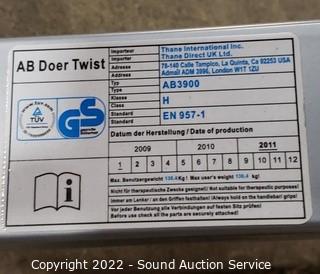 AB Doer Twist
Importeur Thane International Inc.
Importer Thane Direct UK Ltd.
Adresse 78-140 Calle Tampico, La Quinta, Ca 92253 USA
Address Admail ADM 3996, London W1T 1ZU
Typ
Type AB3900
Klasse
Class H
Standard
Standard EN 957-1
TÜV
GS
geprüfte Sicherheit
Datum der Herstellung / Date of production
2009 2010 2011
1 2 3 4 5 6 7 8 9 10 11 12
Max. Benutzergewicht 136.4Kg / Max user's weight 136,4 kg
Nicht für therapeutische Zwecke geeignet/ Not suitable for therapeutic purposes!
Immer am Lenker / an den Griffen festhalten! Always hold on the handlebar/ grips!
Vor jeder Benutzung alle Verbindungen auf festen Sitz prüfen!
Before use check all the parts are securely attached!
Copyright 2022 - Sound Auction Service